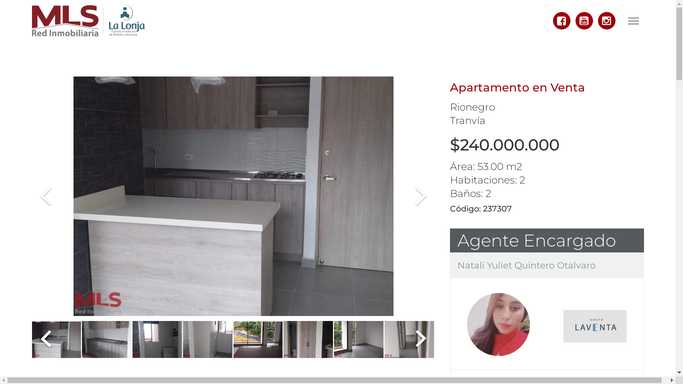 MLS
Red Inmobiliaria
La Lonja
Apartamento en Venta
Rionegro
Tranvía
$240.000.000
Área: 53.00 m2
Habitaciones: 2
Baños: 2
Código: 237307
Agente Encargado
Natali Yuliet Quintero Otalvaro
MLS
Red Inmobiliaria
LAVENTA